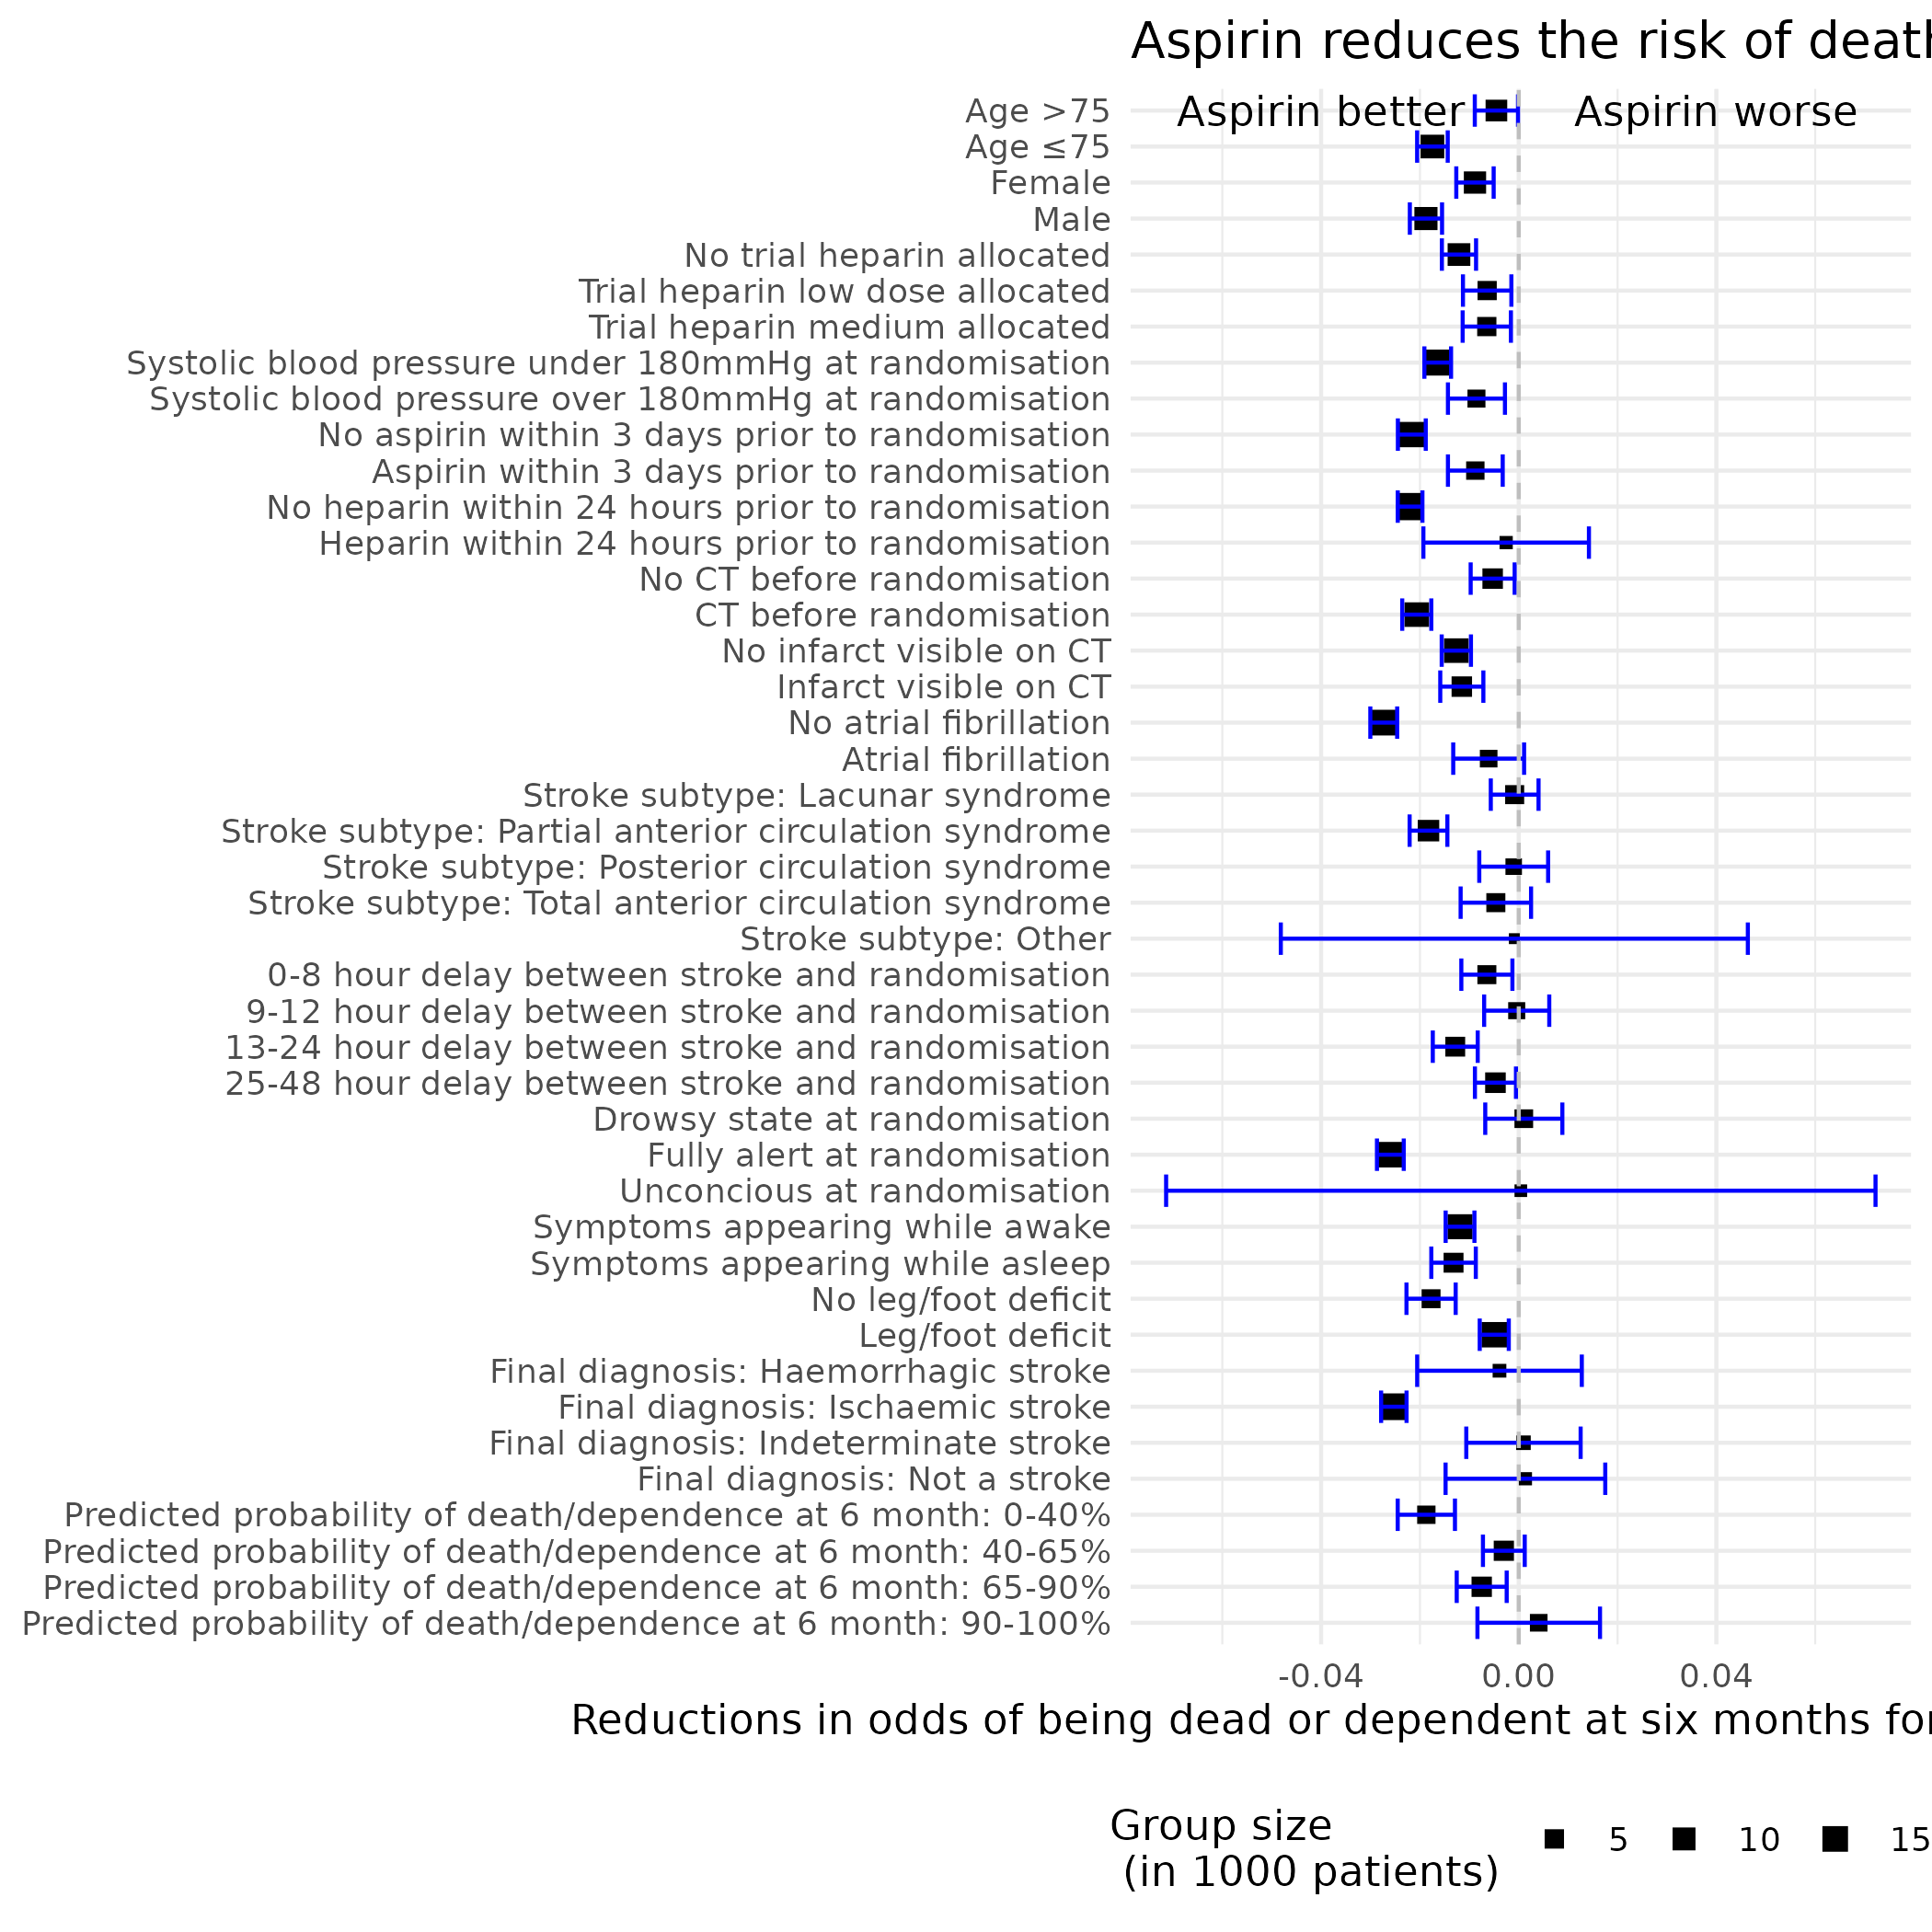 Aspirin reduces the risk of death
Aspirin better Aspirin worse
Age >75
Age ≤75
Female
Male
No trial heparin allocated
Trial heparin low dose allocated
Trial heparin medium allocated
Systolic blood pressure under 180mmHg at randomisation
Systolic blood pressure over 180mmHg at randomisation
No aspirin within 3 days prior to randomisation
Aspirin within 3 days prior to randomisation
No heparin within 24 hours prior to randomisation
Heparin within 24 hours prior to randomisation
No CT before randomisation
CT before randomisation
No infarct visible on CT
Infarct visible on CT
No atrial fibrillation
Atrial fibrillation
Stroke subtype: Lacunar syndrome
Stroke subtype: Partial anterior circulation syndrome
Stroke subtype: Posterior circulation syndrome
Stroke subtype: Total anterior circulation syndrome
Stroke subtype: Other
0-8 hour delay between stroke and randomisation
9-12 hour delay between stroke and randomisation
13-24 hour delay between stroke and randomisation
25-48 hour delay between stroke and randomisation
Drowsy state at randomisation
Fully alert at randomisation
Unconcious at randomisation
Symptoms appearing while awake
Symptoms appearing while asleep
No leg/foot deficit
Leg/foot deficit
Final diagnosis: Haemorrhagic stroke
Final diagnosis: Ischaemic stroke
Final diagnosis: Indeterminate stroke
Final diagnosis: Not a stroke
Predicted probability of death/dependence at 6 month: 0-40%
Predicted probability of death/dependence at 6 month: 40-65%
Predicted probability of death/dependence at 6 month: 65-90%
Predicted probability of death/dependence at 6 month: 90-100%
-0.04 0.00 0.04
Reductions in odds of being dead or dependent at six months for
Group size
(in 1000 patients)
5 10 15